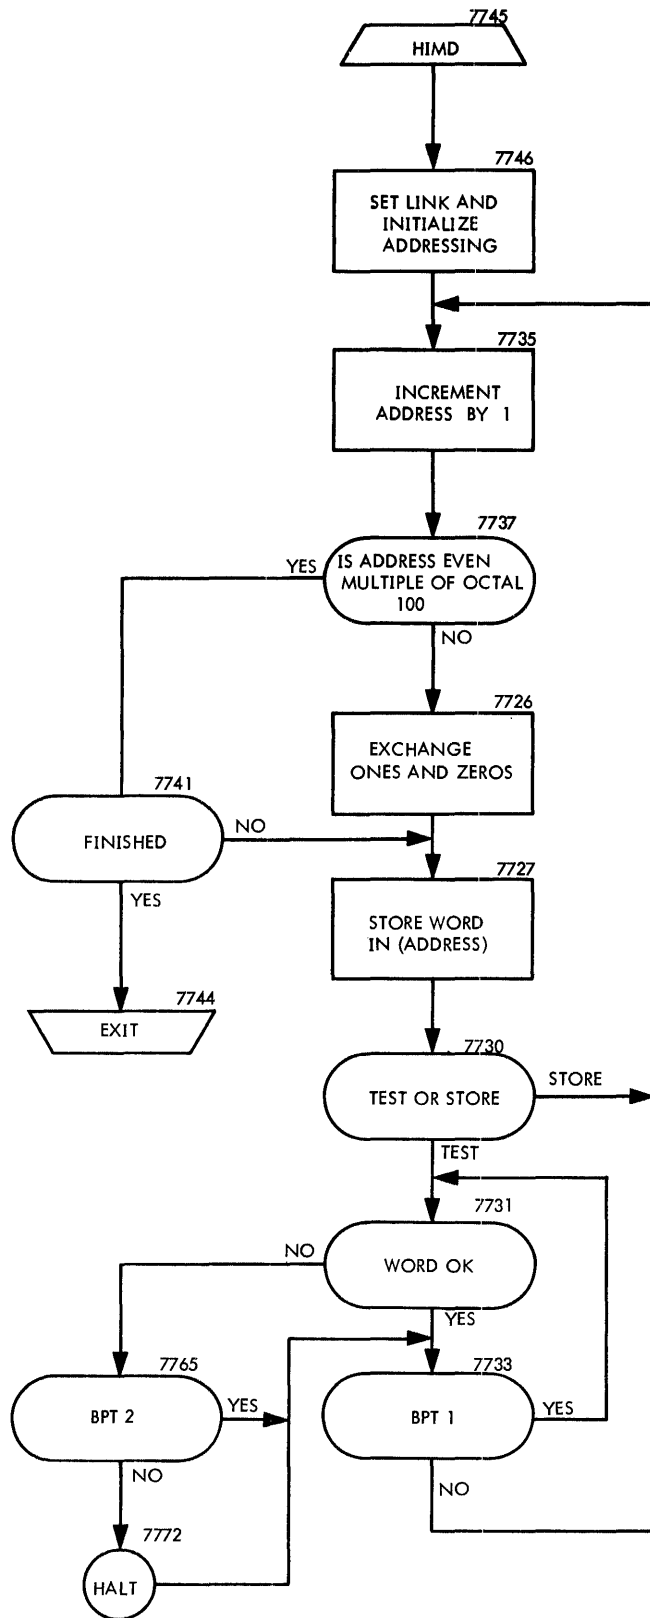 7745
HIMD
7746
SET LINK AND
INITIALIZE
ADDRESSING
7735
INCREMENT
ADDRESS BY 1
7737
YES
IS ADDRESS EVEN
MULTIPLE OF OCTAL
100
NO
7726
EXCHANGE
ONES AND ZEROS
7741
FINISHED
NO
YES
7727
STORE WORD
IN (ADDRESS)
7744
EXIT
7730
TEST OR STORE
STORE
TEST
7731
NO
WORD OK
YES
7765
BPT 2
YES
NO
7733
BPT 1
YES
NO
7772
HALT